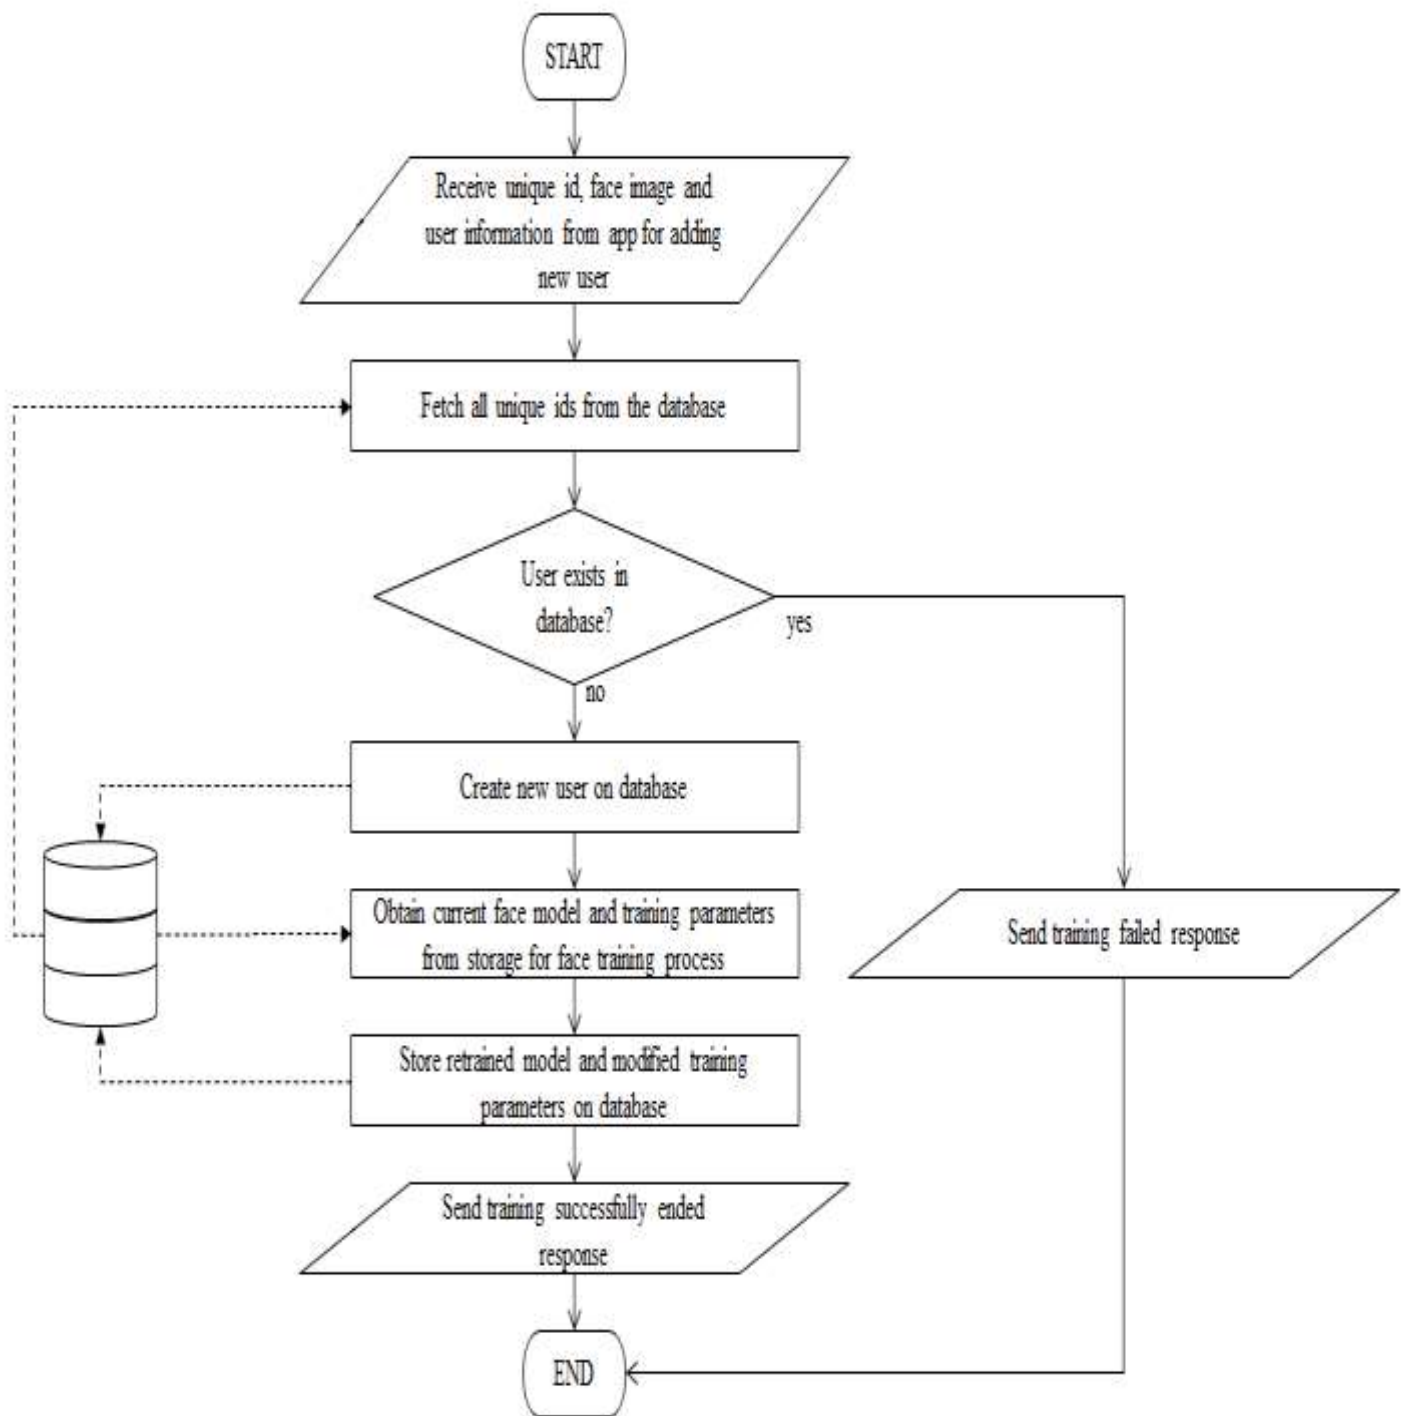 START
Receive unique id, face image and
user information from app for adding
new user
Fetch all unique ids from the database
User exists in
database?
yes
no
Create new user on database
Obtain current face model and training parameters
from storage for face training process
Send training failed response
Store retrained model and modified training
parameters on database
Send training successfully ended
response
END